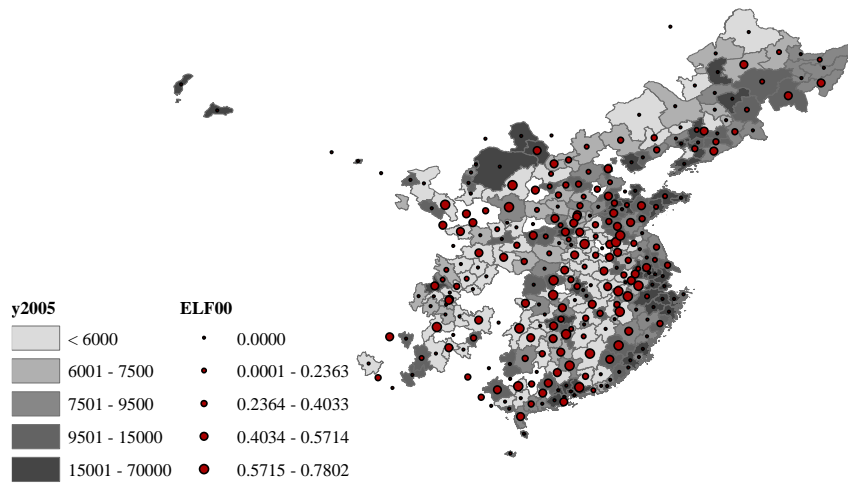 y2005 ELF00
< 6000 0.0000
6001 - 7500 0.0001 - 0.2363
7501 - 9500 0.2364 - 0.4033
9501 - 15000 0.4034 - 0.5714
15001 - 70000 0.5715 - 0.7802